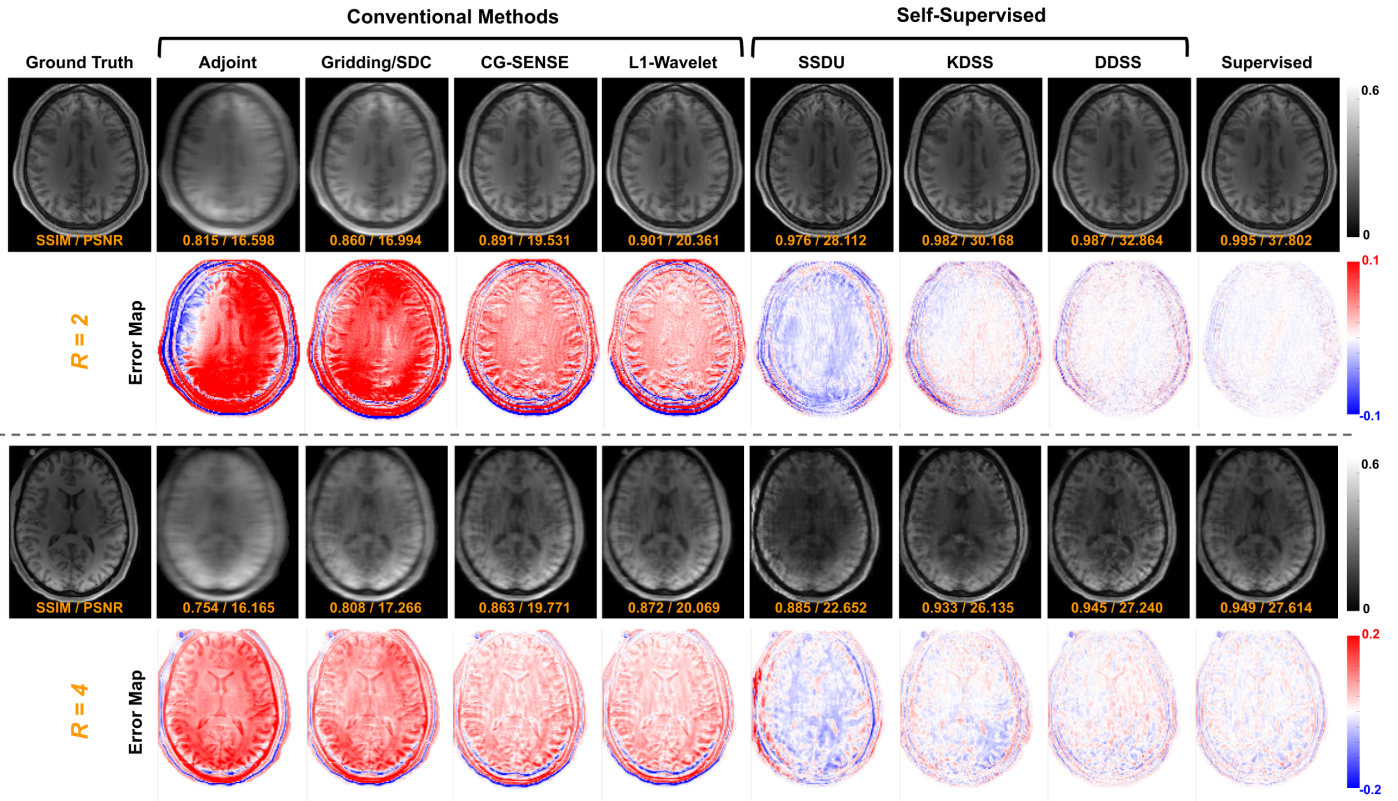 Conventional Methods
Self-Supervised
Ground Truth
Adjoint
Gridding/SDC
CG-SENSE
L1-Wavelet
SSDU
KDSS
DDSS
Supervised
SSIM / PSNR
0.815 / 16.598
0.860 / 16.994
0.891 / 19.531
0.901 / 20.361
0.976 / 28.112
0.982 / 30.168
0.987 / 32.864
0.995 / 37.802
0.6
0
R = 2
Error Map
0.1
-0.1
SSIM / PSNR
0.754 / 16.165
0.808 / 17.266
0.863 / 19.771
0.872 / 20.069
0.885 / 22.652
0.933 / 26.135
0.945 / 27.240
0.949 / 27.614
0.6
0
R = 4
Error Map
0.2
-0.2